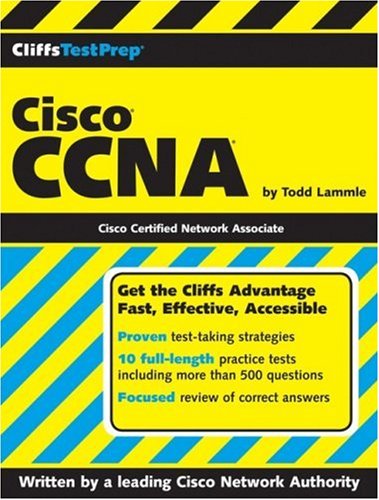 CliffsTestPrep®
Cisco®
CCNA®
by Todd Lammle
Cisco Certified Network Associate
Get the Cliffs Advantage
Fast, Effective, Accessible
Proven test-taking strategies
10 full-length practice tests
including more than 500 questions
Focused review of correct answers
Written by a leading Cisco Network Authority